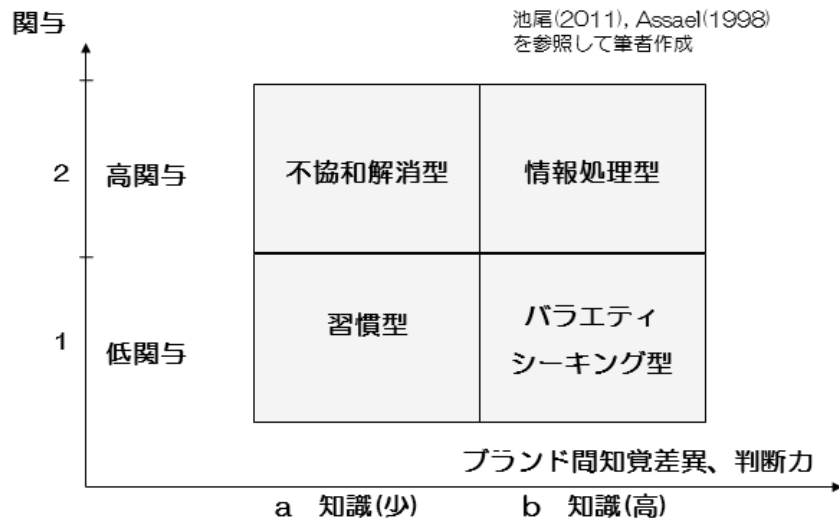 関与
池尾(2011), Assael(1998)
を参照して筆者作成
2 高関与 不協和解消型 情報処理型
1 低関与 習慣型 バラエティ
シーキング型
ブランド間知覚差異、判断力
a 知識(少) b 知識(高)